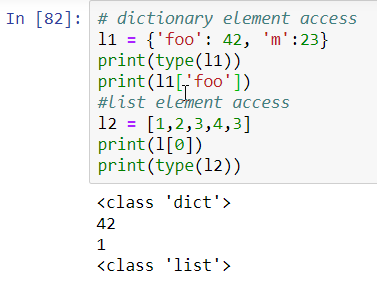 In [82]: # dictionary element access
l1 = {'foo': 42, 'm':23}
print(type(l1))
print(l1['foo'])
#list element access
l2 = [1,2,3,4,3]
print(l[0])
print(type(l2))
<class 'dict'>
42
1
<class 'list'>